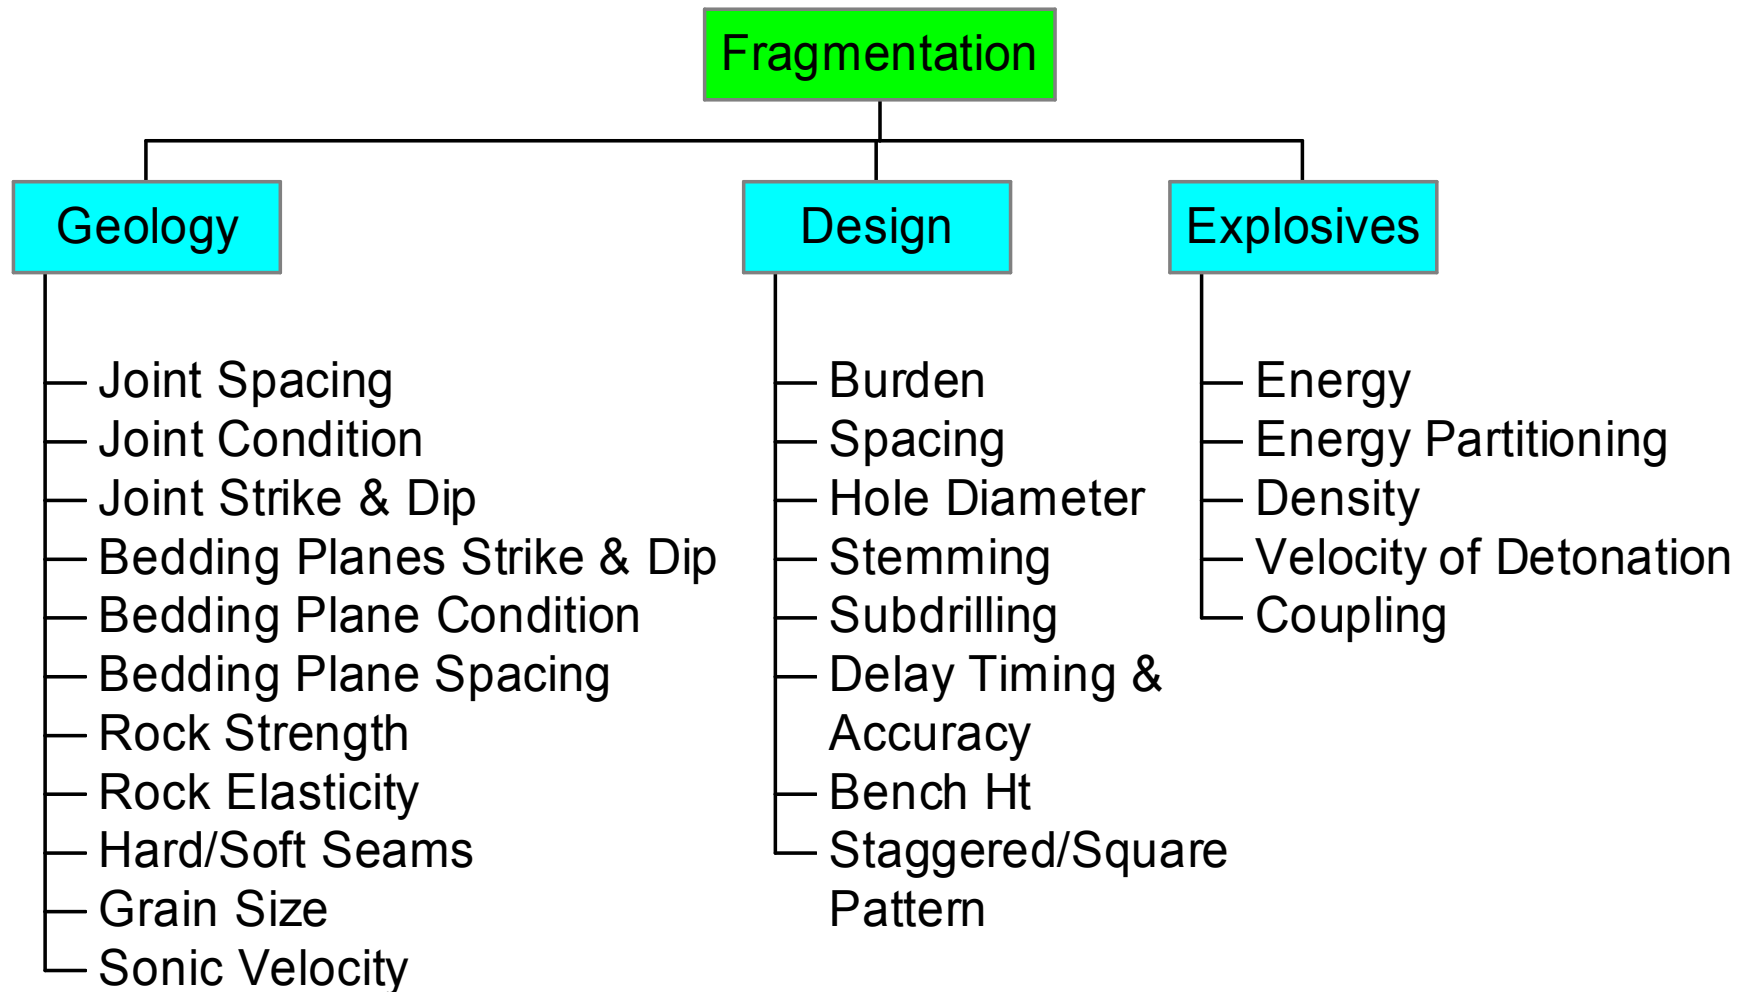 Fragmentation
Geology
Joint Spacing
Joint Condition
Joint Strike & Dip
Bedding Planes Strike & Dip
Bedding Plane Condition
Bedding Plane Spacing
Rock Strength
Rock Elasticity
Hard/Soft Seams
Grain Size
Sonic Velocity
Design
Burden
Spacing
Hole Diameter
Stemming
Subdrilling
Delay Timing &
Accuracy
Bench Ht
Staggered/Square
Pattern
Explosives
Energy
Energy Partitioning
Density
Velocity of Detonation
Coupling